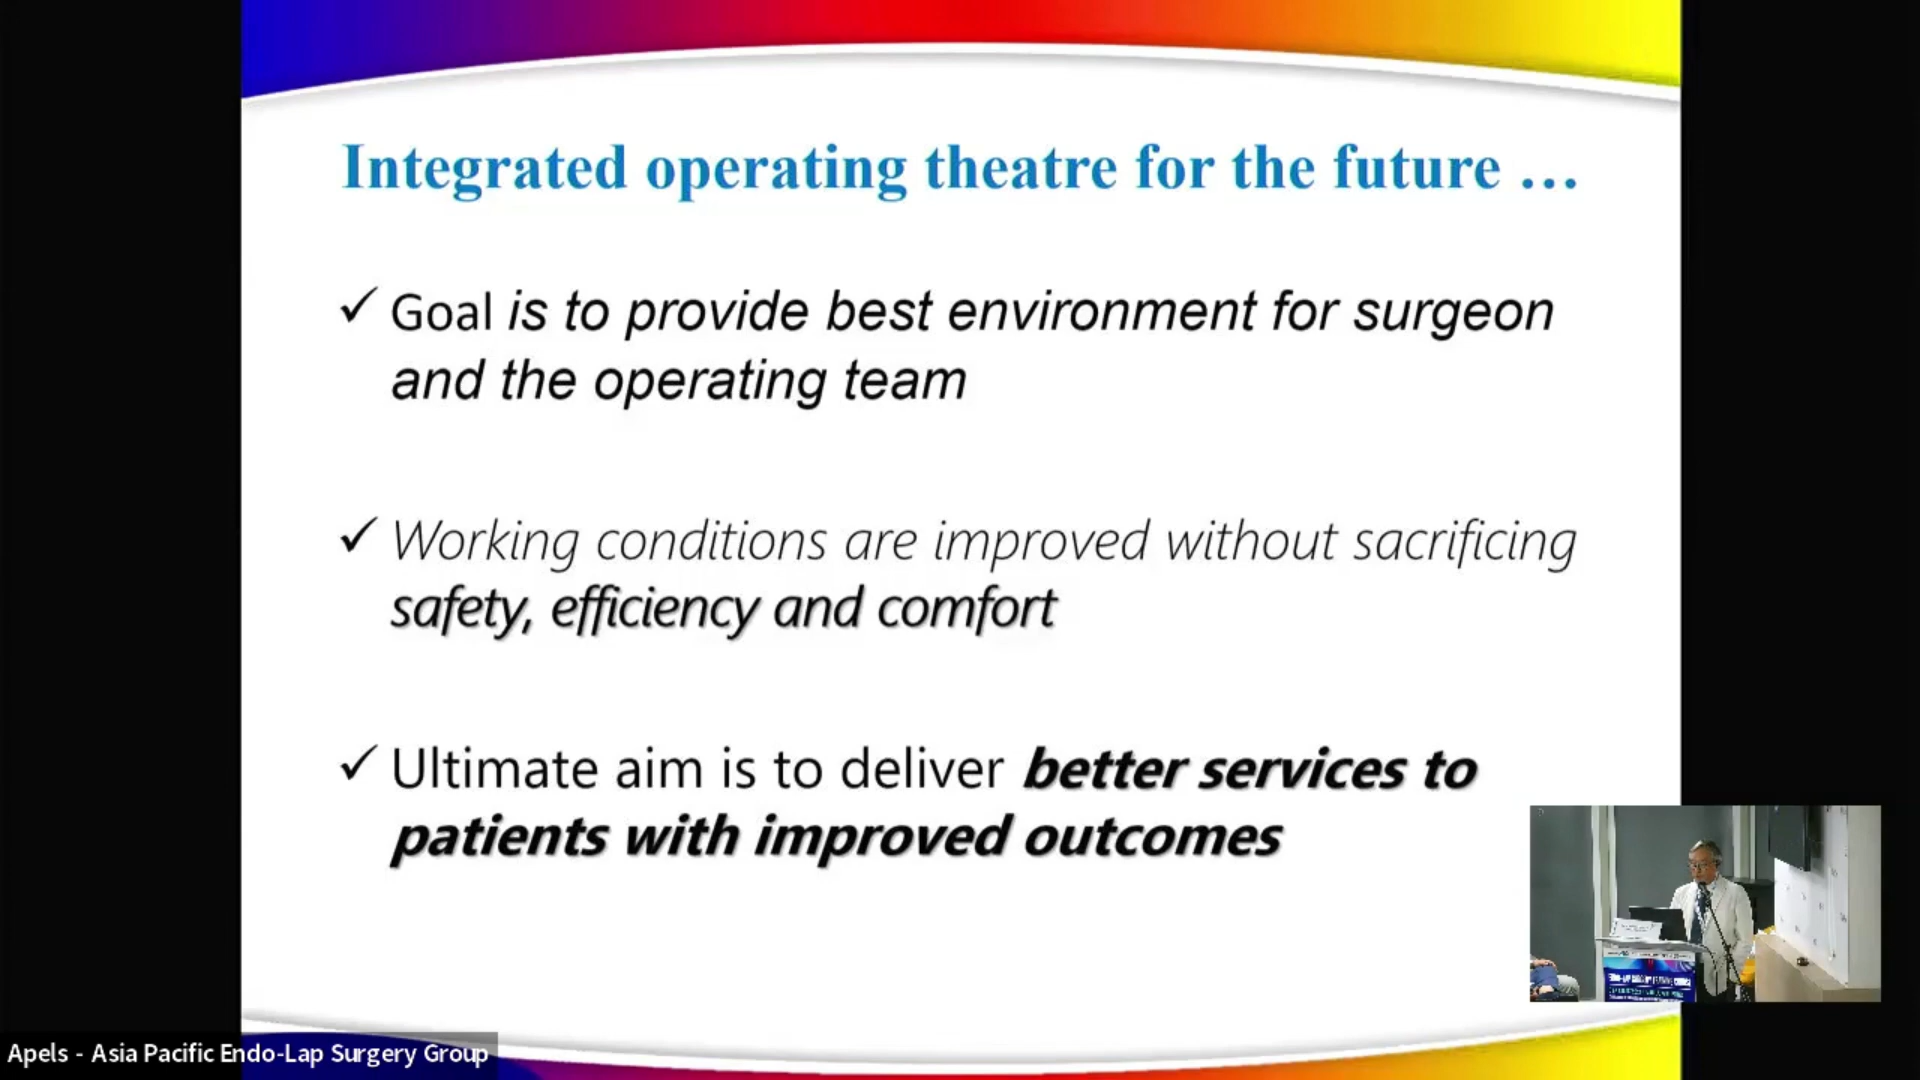 Integrated operating theatre for the future …
✓ Goal is to provide best environment for surgeon
and the operating team
✓ Working conditions are improved without sacrificing
safety, efficiency and comfort
✓ Ultimate aim is to deliver better services to
patients with improved outcomes
Apels - Asia Pacific Endo-Lap Surgery Group